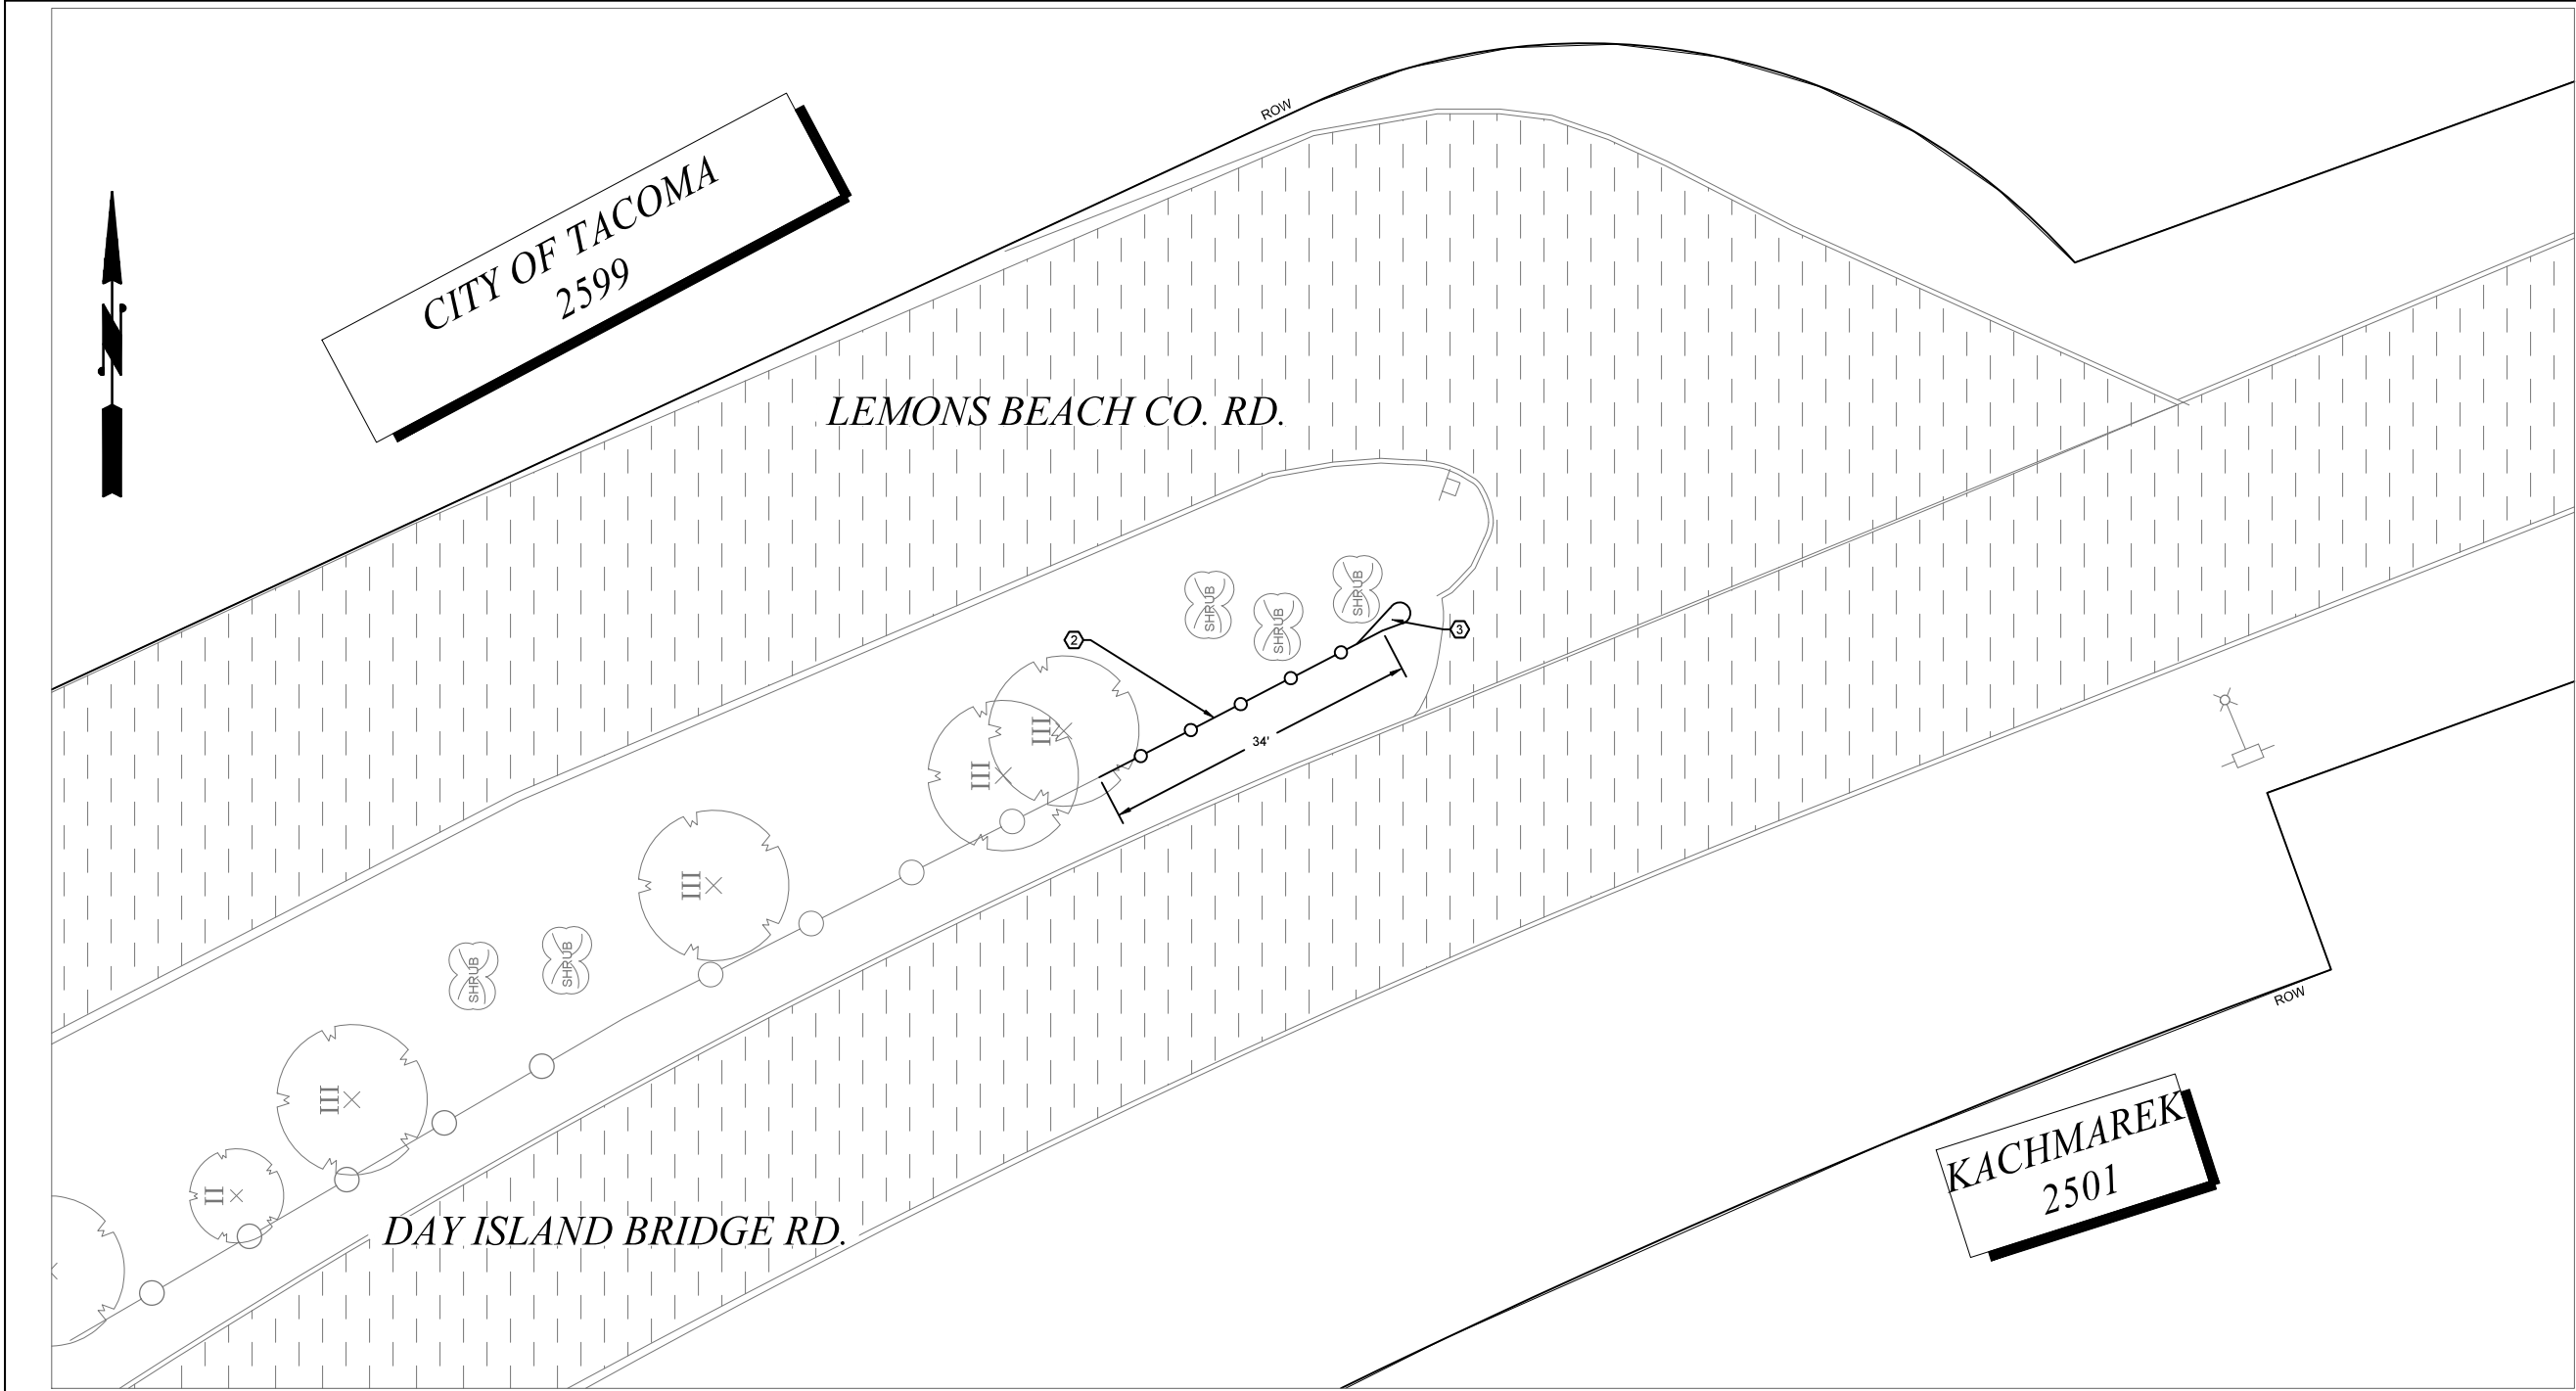 ROW
CITY OF TACOMA
2599
N
LEMONS BEACH CO. RD.
SHRUB
SHRUB
SHRUB
2
3
III
III
34'
III
SHRUB
SHRUB
ROW
III
KACHMAREK
2501
II
DAY ISLAND BRIDGE RD.